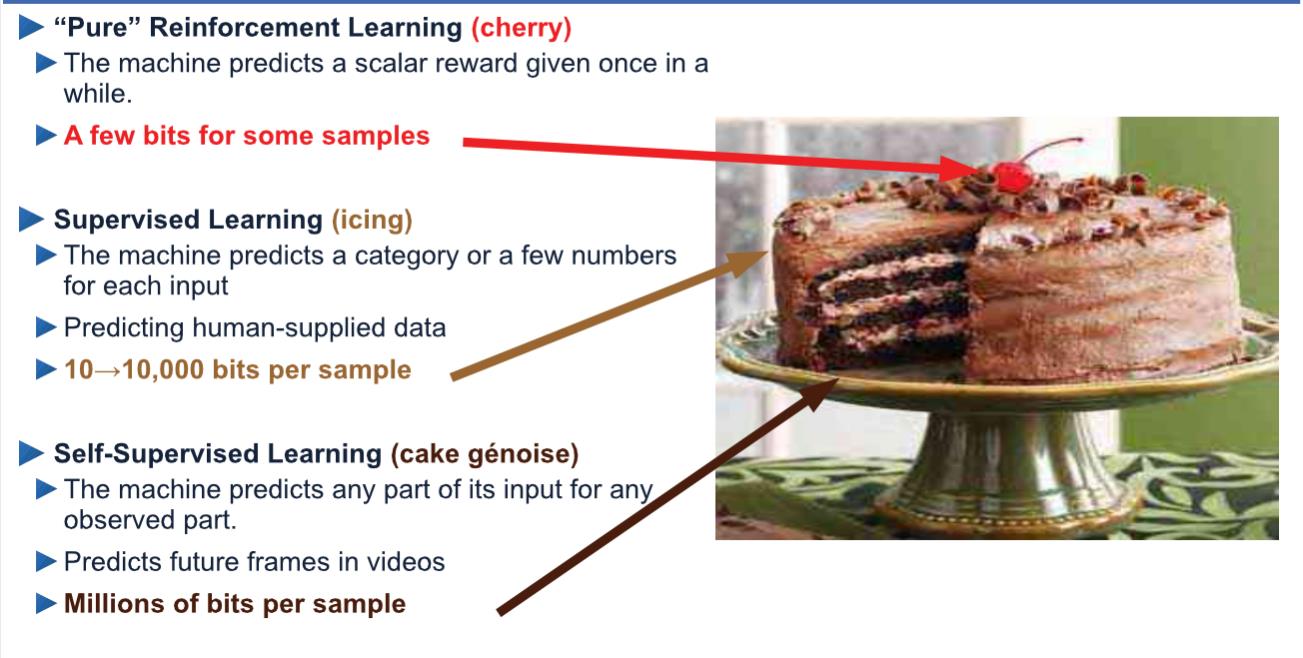 “Pure” Reinforcement Learning (cherry)
The machine predicts a scalar reward given once in a
while.
A few bits for some samples
Supervised Learning (icing)
The machine predicts a category or a few numbers
for each input
Predicting human-supplied data
10→10,000 bits per sample
Self-Supervised Learning (cake génoise)
The machine predicts any part of its input for any
observed part.
Predicts future frames in videos
Millions of bits per sample